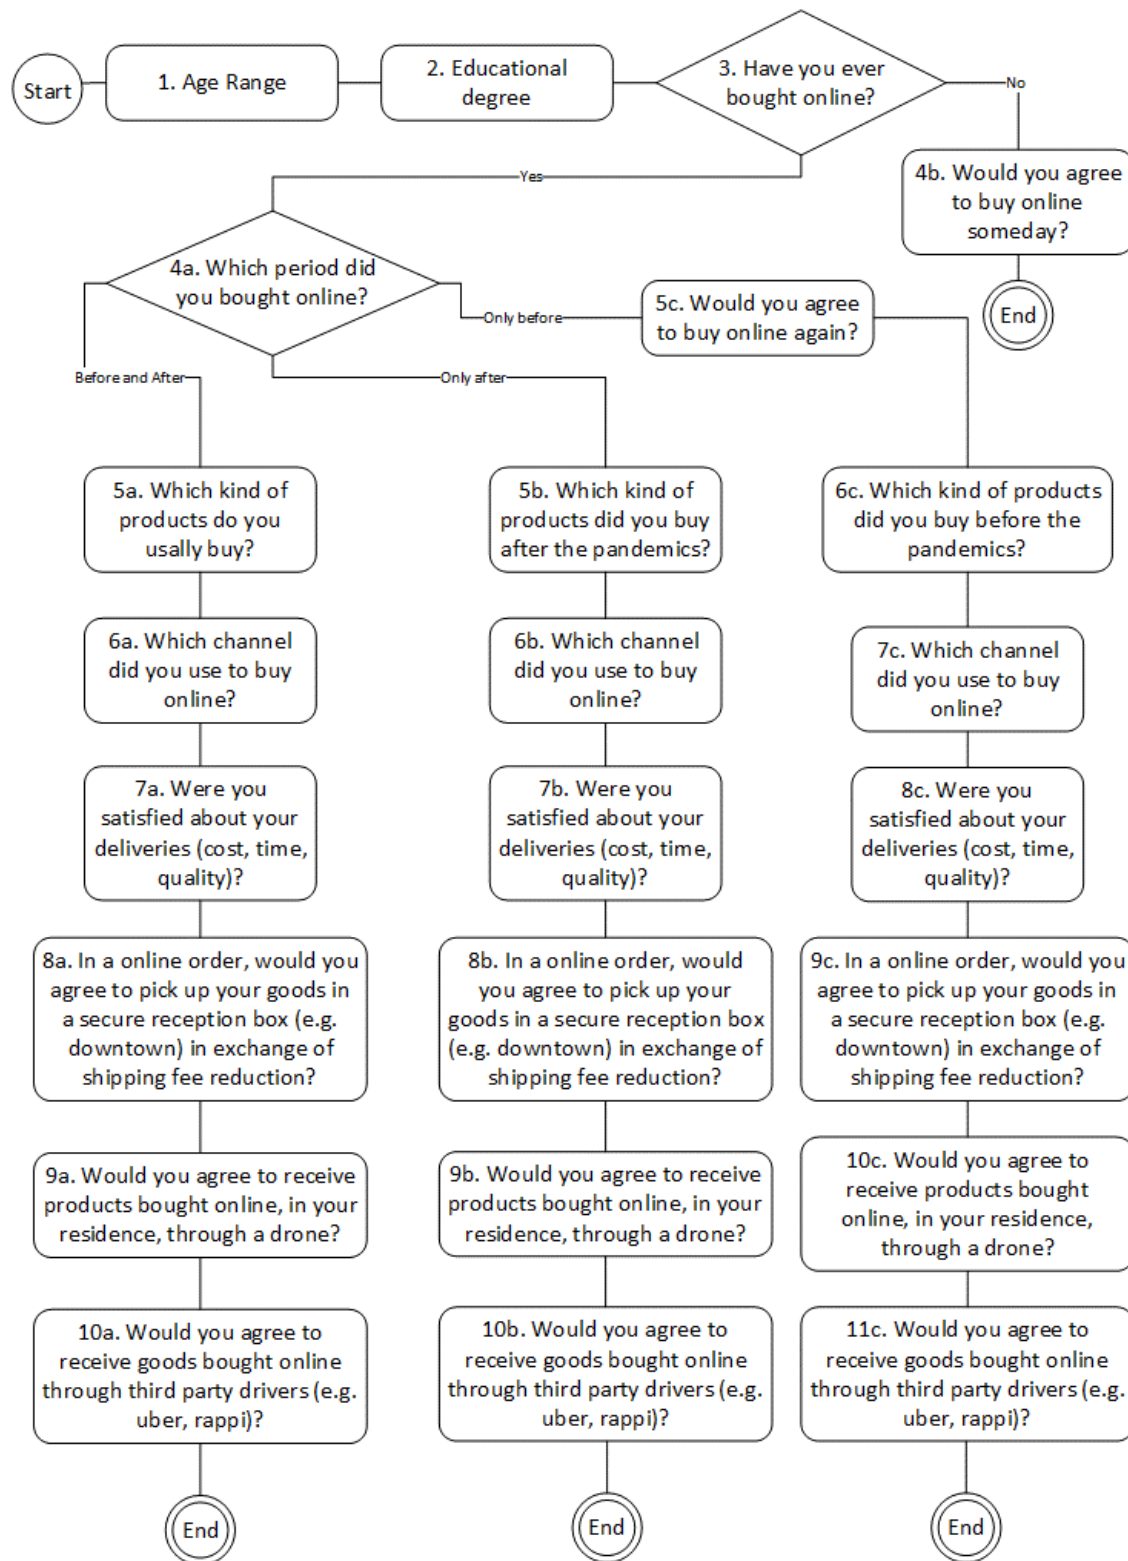 Start
1. Age Range
2. Educational
degree
3. Have you ever
bought online?
No
4b. Would you agree
to buy online
someday?
End
Yes
4a. Which period did
you bought online?
Only before
5c. Would you agree
to buy online again?
Before and After
Only after
5a. Which kind of
products do you
usally buy?
5b. Which kind of
products did you buy
after the pandemics?
6c. Which kind of products
did you buy before the
pandemics?
6a. Which channel
did you use to buy
online?
6b. Which channel
did you use to buy
online?
7c. Which channel
did you use to buy
online?
7a. Were you
satisfied about your
deliveries (cost, time,
quality)?
7b. Were you
satisfied about your
deliveries (cost, time,
quality)?
8c. Were you
satisfied about your
deliveries (cost, time,
quality)?
8a. In a online order, would you
agree to pick up your goods in
a secure reception box (e.g.
downtown) in exchange of
shipping fee reduction?
8b. In a online order, would
you agree to pick up your
goods in a secure reception box
(e.g. downtown) in exchange of
shipping fee reduction?
9c. In a online order, would you
agree to pick up your goods in
a secure reception box (e.g.
downtown) in exchange of
shipping fee reduction?
9a. Would you agree to receive
products bought online, in your
residence, through a drone?
9b. Would you agree to receive
products bought online, in your
residence, through a drone?
10c. Would you agree to
receive products bought
online, in your residence,
through a drone?
10a. Would you agree to
receive goods bought online
through third party drivers (e.g.
uber, rappi)?
10b. Would you agree to
receive goods bought online
through third party drivers (e.g.
uber, rappi)?
11c. Would you agree to
receive goods bought online
through third party drivers (e.g.
uber, rappi)?
End
End
End